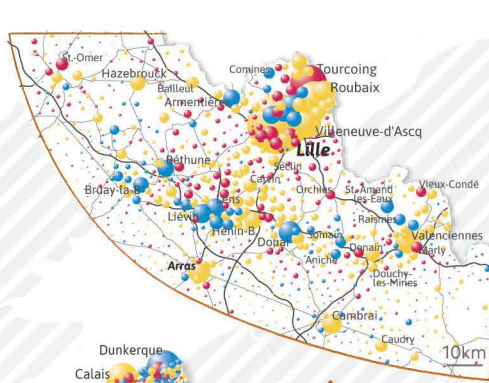 St-Omer
Hazebrouck
Bailleul
Armentières
Comines
Tourcoing
Roubaix
Villeneuve-d'Ascq
Lille
Béthune
Seclin
Carvin
Bruay-la-B
Orchies
St-Amand
les-Eaux
Vieux-Condé
Lens
Liévin
Hénin-B.
Raismes
Douai
Somain
Valenciennes
Denain
Marly
Aniche
Arras
Douchy-
les-Mines
Cambrai
Caudry
10km
Dunkerque
Calais